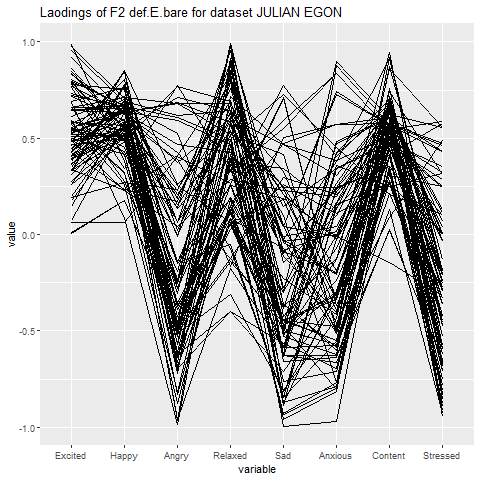 Laodings of F2 def.E.bare for dataset JULIAN EGON
1.0
0.5
0.0
-0.5
-1.0
value
Excited Happy Angry Relaxed Sad Anxious Content Stressed
variable